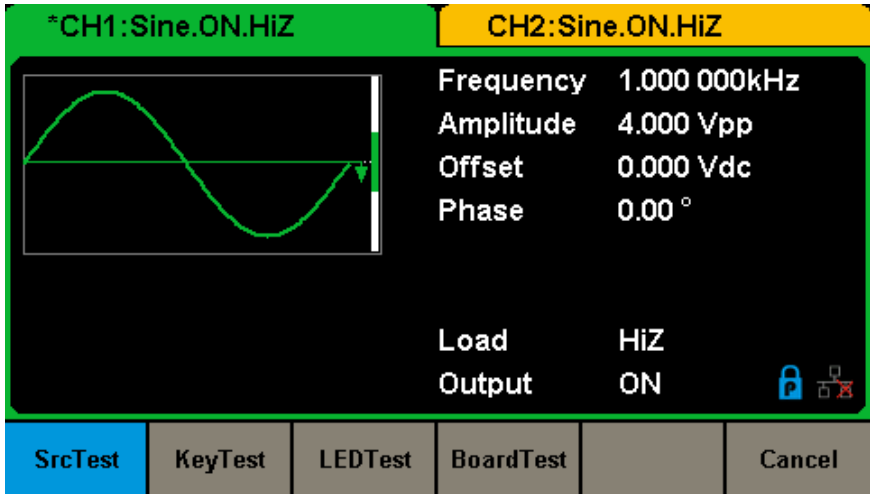 *CH1:Sine.ON.HiZ
CH2:Sine.ON.HiZ
Frequency 1.000 000kHz
Amplitude 4.000 Vpp
Offset 0.000 Vdc
Phase 0.00 °
Load HiZ
Output ON
P
SrcTest KeyTest LEDTest BoardTest Cancel